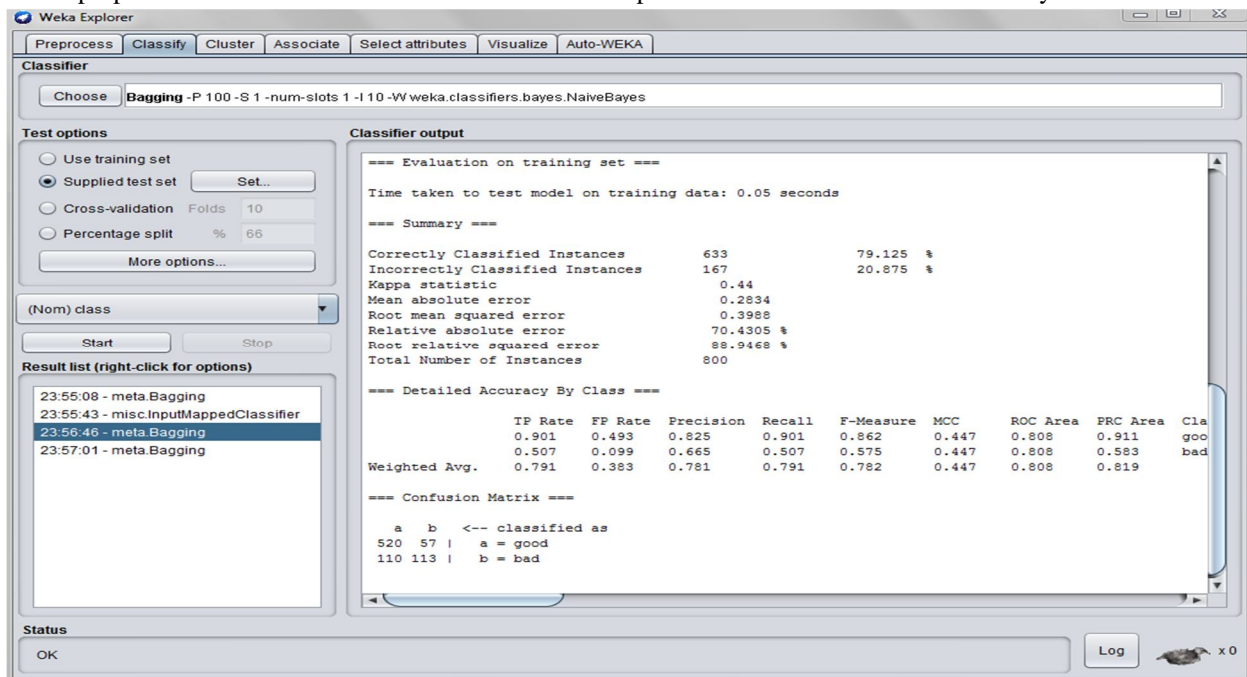 Weka Explorer
Preprocess Classify Cluster Associate Select attributes Visualize Auto-WEKA
Classifier
Choose Bagging -P 100 -S 1 -num-slots 1 -I 10 -W weka.classifiers.bayes.NaiveBayes
Test options
Use training set
Supplied test set Set...
Cross-validation Folds 10
Percentage split % 66
More options...
(Nom) class
Start Stop
Result list (right-click for options)
23:55:08 - meta.Bagging
23:55:43 - misc.InputMappedClassifier
23:56:46 - meta.Bagging
23:57:01 - meta.Bagging
Classifier output
=== Evaluation on training set ===
Time taken to test model on training data: 0.05 seconds
=== Summary ===
Correctly Classified Instances 633 79.125 %
Incorrectly Classified Instances 167 20.875 %
Kappa statistic 0.44
Mean absolute error 0.2834
Root mean squared error 0.3988
Relative absolute error 70.4305 %
Root relative squared error 88.9468 %
Total Number of Instances 800
=== Detailed Accuracy By Class ===
TP Rate FP Rate Precision Recall F-Measure MCC ROC Area PRC Area Cla
0.901 0.493 0.825 0.901 0.862 0.447 0.808 0.911 goo
0.507 0.099 0.665 0.507 0.575 0.447 0.808 0.583 bad
Weighted Avg. 0.791 0.383 0.781 0.791 0.782 0.447 0.808 0.819
=== Confusion Matrix ===
a b <-- classified as
520 57 | a = good
110 113 | b = bad
Status
OK
Log x 0